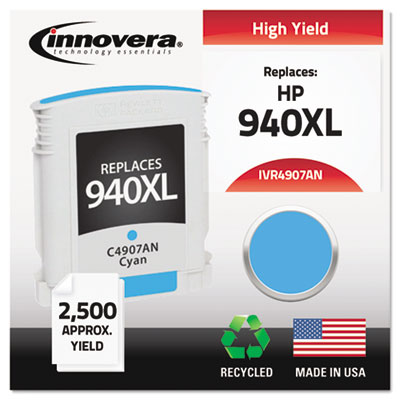 innovera
technology essentials
High Yield
Replaces:
HP
940XL
IVR4907AN
REPLACES
940XL
C4907AN
Cyan
2,500
APPROX.
YIELD
RECYCLED
MADE IN USA